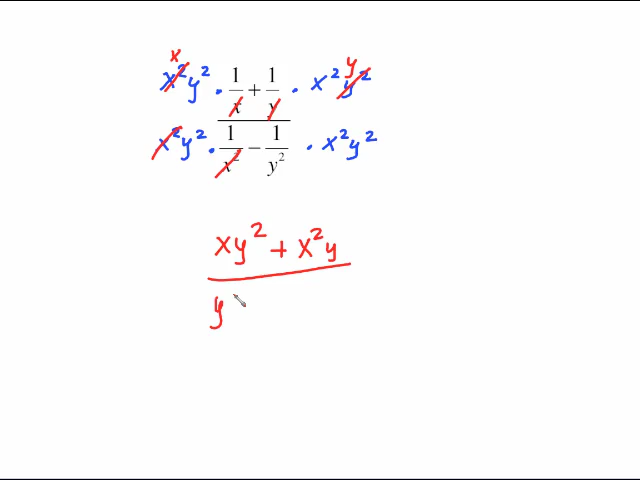 x
y
x²y² · 1/x + 1/y · x²y²
x²y² · 1/x² − 1/y² · x²y²
xy² + x²y
y